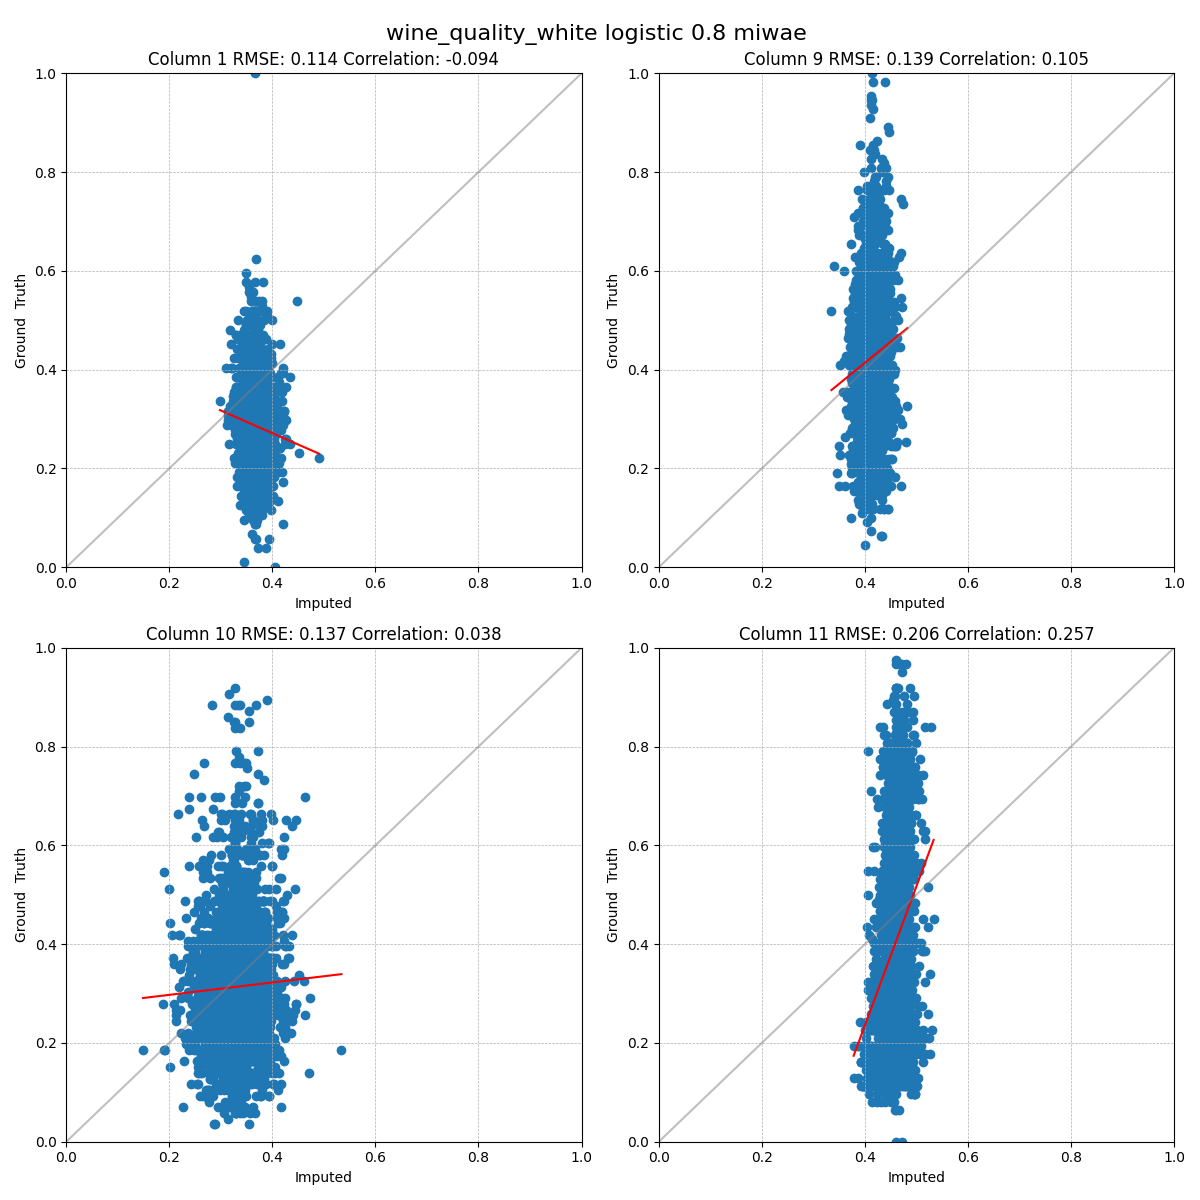 wine_quality_white logistic 0.8 miwae
Column 1 RMSE: 0.114 Correlation: -0.094
1.0
0.8
0.6
0.4
0.2
0.0
Ground Truth
0.0 0.2 0.4 0.6 0.8 1.0
Imputed
Column 9 RMSE: 0.139 Correlation: 0.105
1.0
0.8
0.6
0.4
0.2
0.0
Ground Truth
0.0 0.2 0.4 0.6 0.8 1.0
Imputed
Column 10 RMSE: 0.137 Correlation: 0.038
1.0
0.8
0.6
0.4
0.2
0.0
Ground Truth
0.0 0.2 0.4 0.6 0.8 1.0
Imputed
Column 11 RMSE: 0.206 Correlation: 0.257
1.0
0.8
0.6
0.4
0.2
0.0
Ground Truth
0.0 0.2 0.4 0.6 0.8 1.0
Imputed